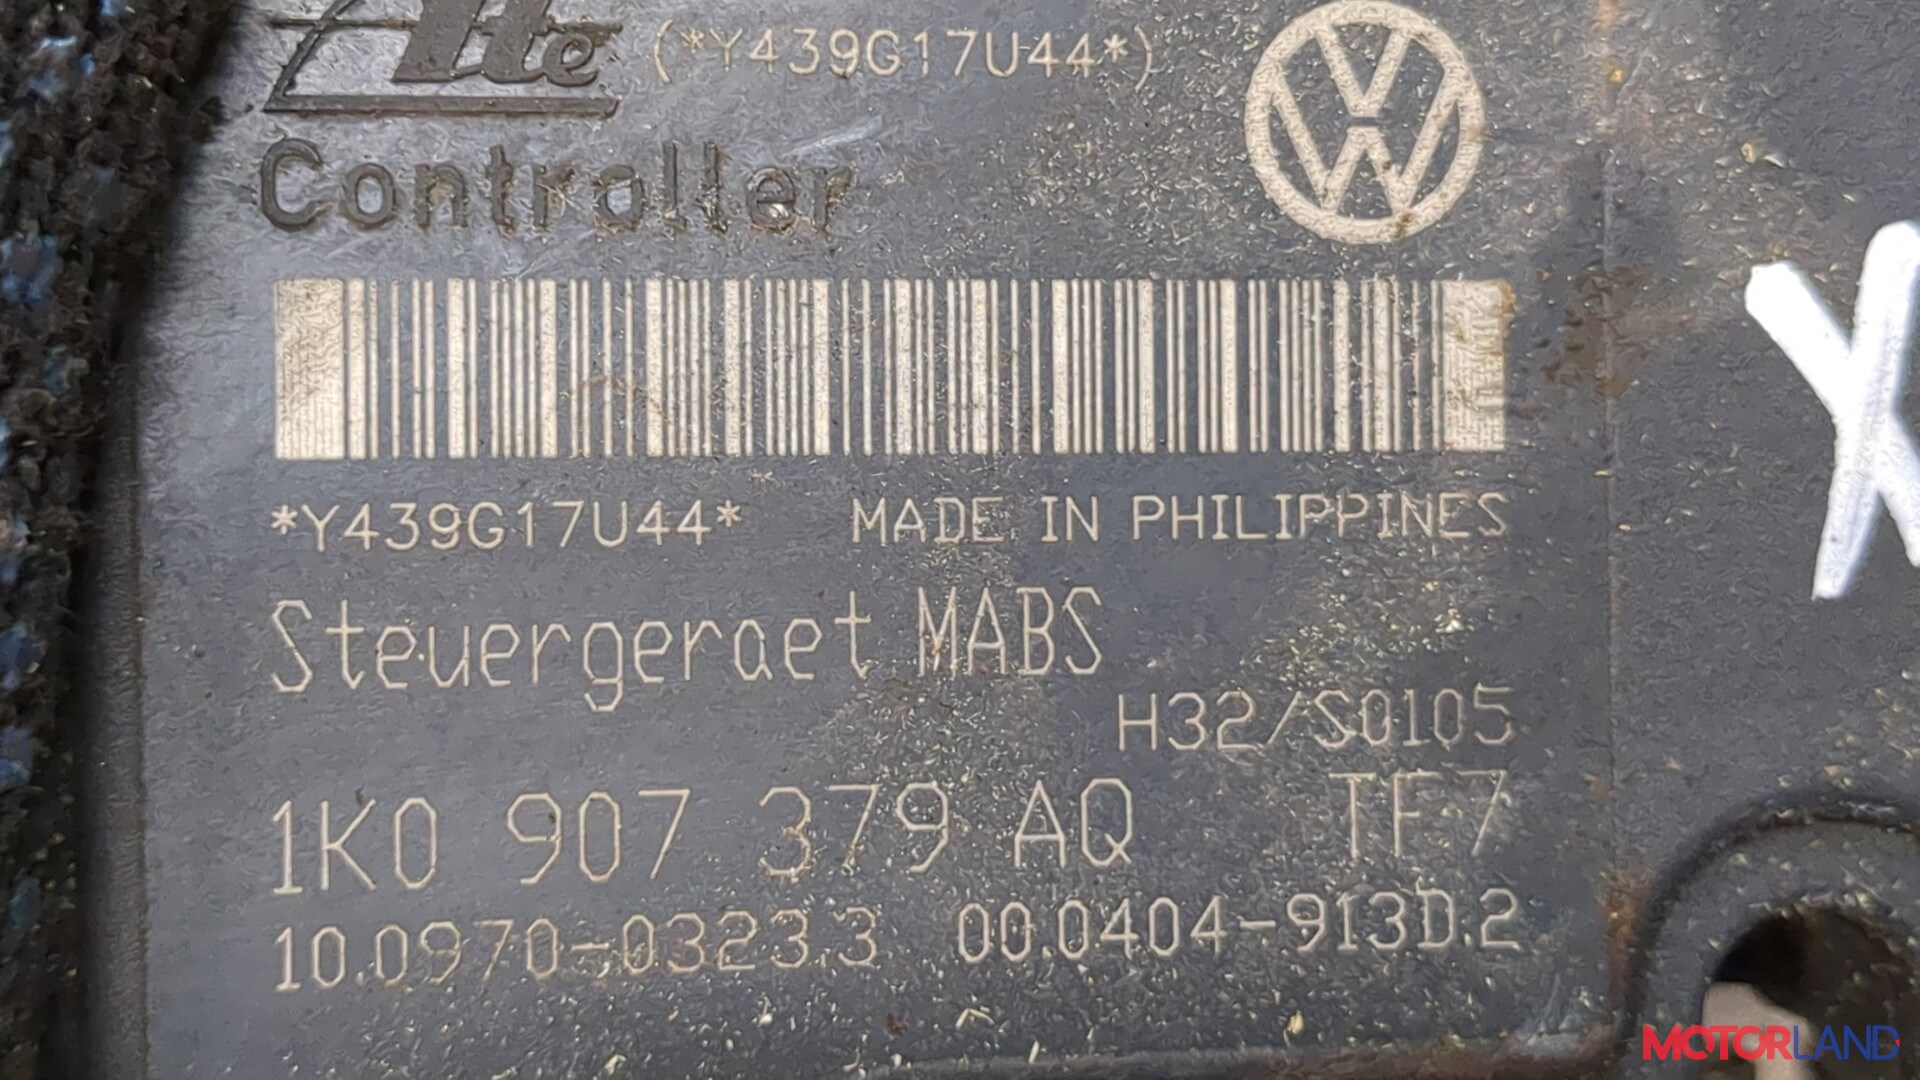 Ate (*Y439G17U44*)
Controller
*Y439G17U44* MADE IN PHILIPPINES
Steuergeraet MABS
H32/S0105
1K0 907 379 AQ TF7
10.0970-0323.3 00.0404-913D.2
X
MOTORLAND